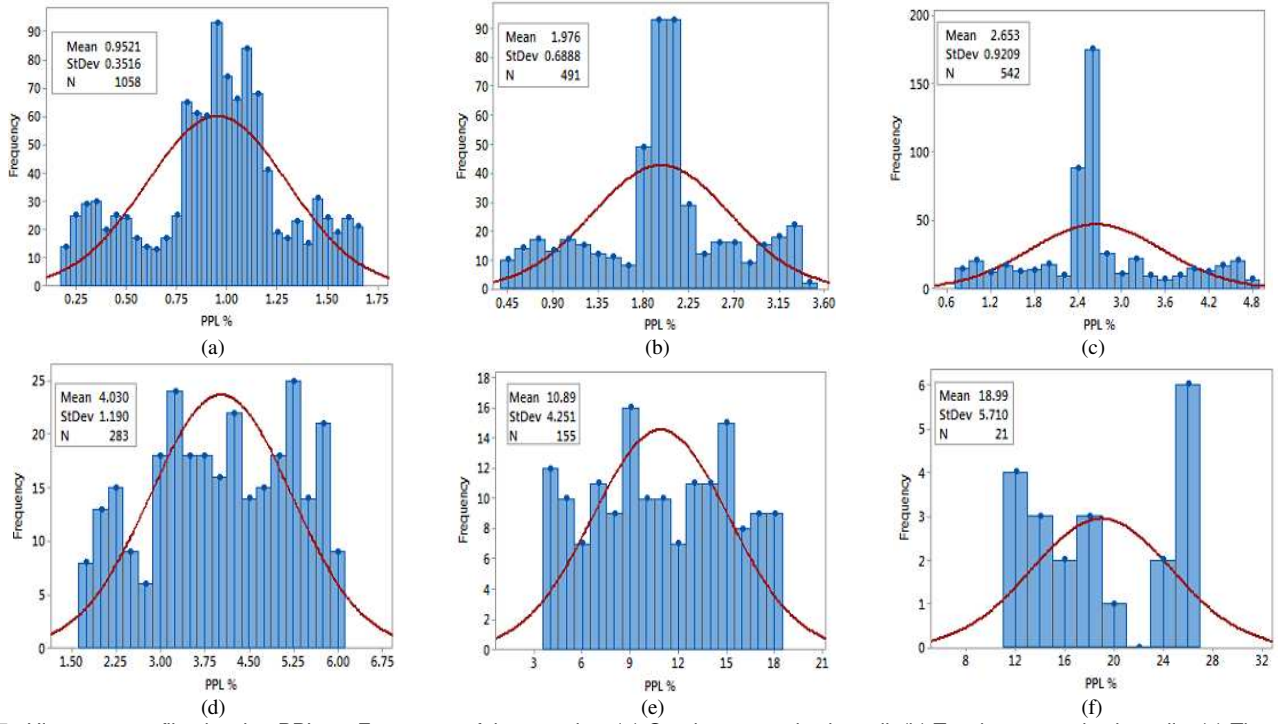 Mean 0.9521
StDev 0.3516
N 1058
Frequency
90
80
70
60
50
40
30
20
10
0
0.25 0.50 0.75 1.00 1.25 1.50 1.75
PPL %
(a)
Mean 1.976
StDev 0.6888
N 491
Frequency
90
80
70
60
50
40
30
20
10
0
0.45 0.90 1.35 1.80 2.25 2.70 3.15 3.60
PPL %
(b)
Mean 2.653
StDev 0.9209
N 542
Frequency
200
150
100
50
0
0.6 1.2 1.8 2.4 3.0 3.6 4.2 4.8
PPL %
(c)
Mean 4.030
StDev 1.190
N 283
Frequency
25
20
15
10
5
0
1.50 2.25 3.00 3.75 4.50 5.25 6.00 6.75
PPL %
(d)
Mean 10.89
StDev 4.251
N 155
Frequency
18
16
14
12
10
8
6
4
2
0
3 6 9 12 15 18 21
PPL %
(e)
Mean 18.99
StDev 5.710
N 21
Frequency
6
5
4
3
2
1
0
8 12 16 20 24 28 32
PPL %
(f)